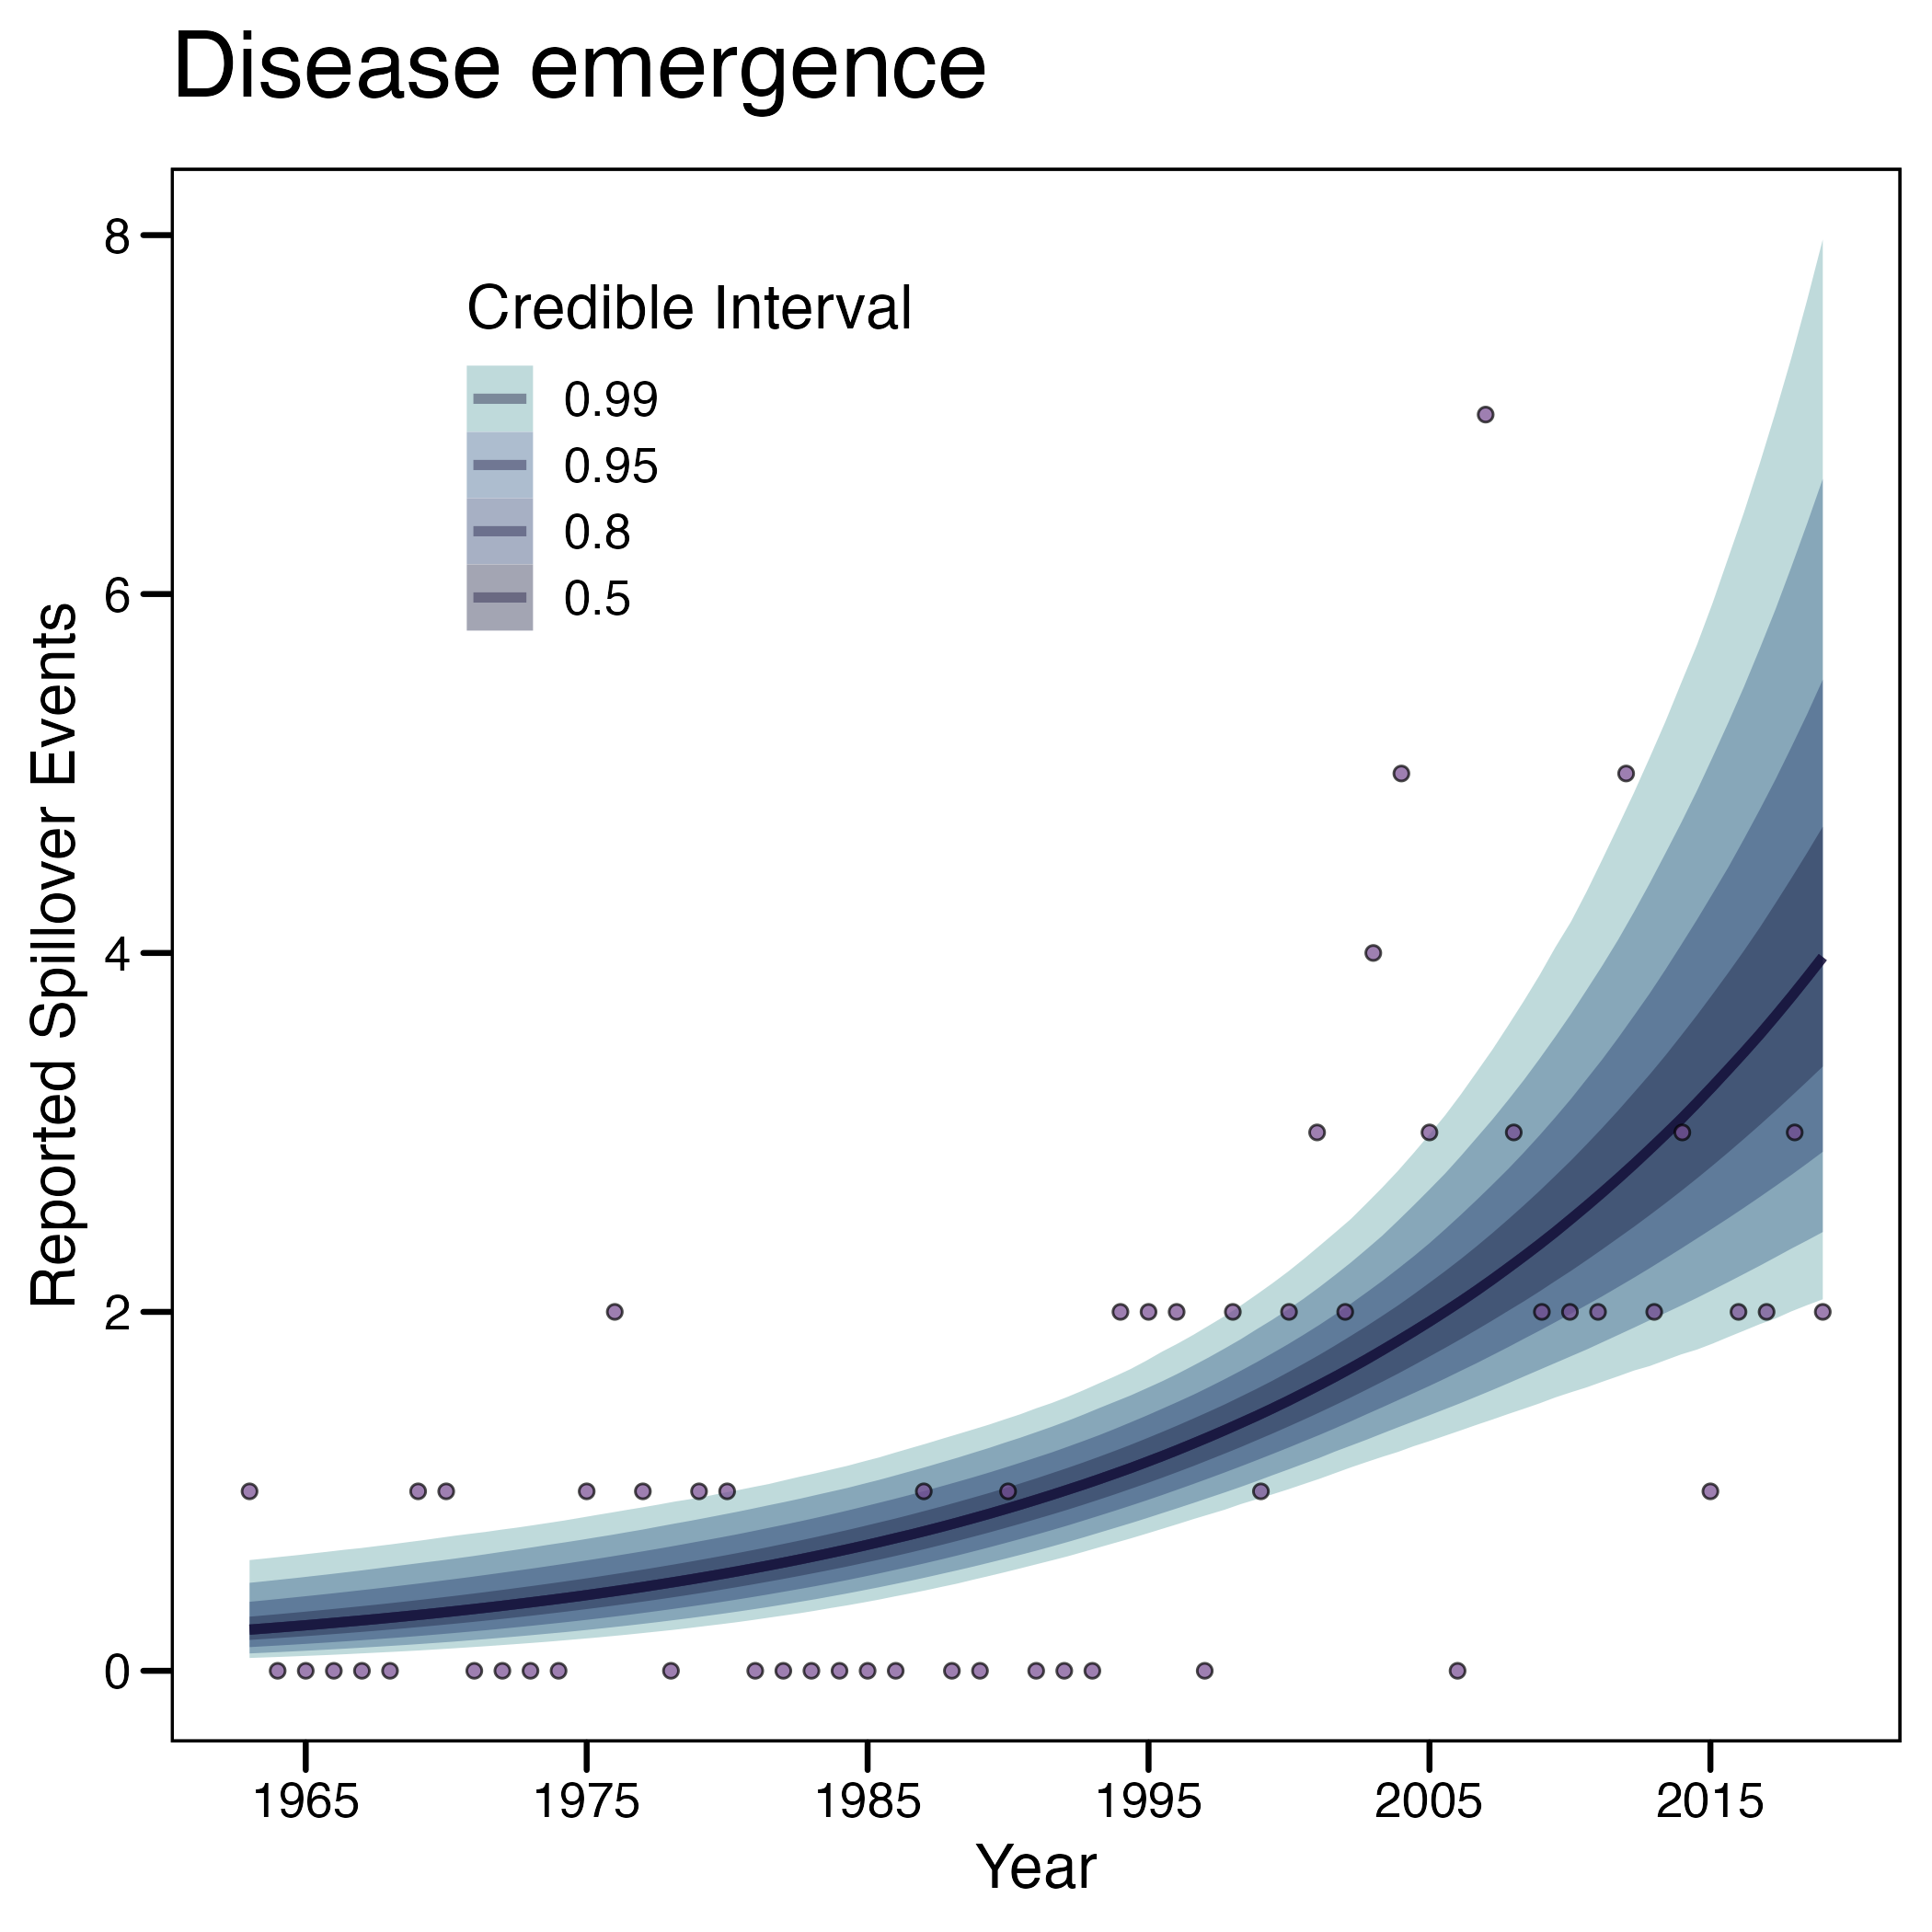 Disease emergence
8
6
4
2
0
Reported Spillover Events
Credible Interval
0.99
0.95
0.8
0.5
1965 1975 1985 1995 2005 2015
Year